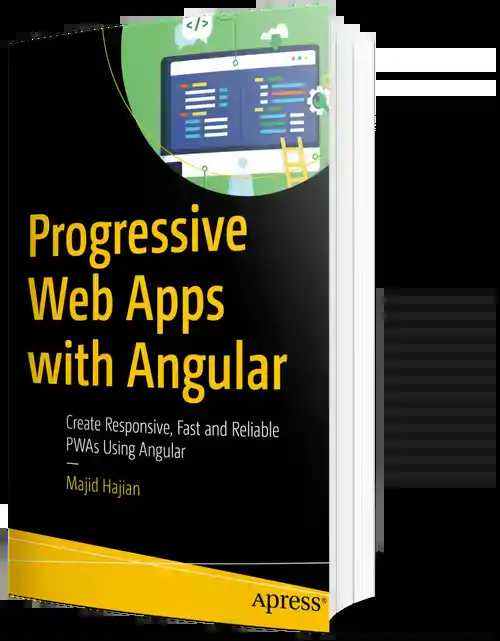 </>
Progressive
Web Apps
with Angular
Create Responsive, Fast and Reliable
PWAs Using Angular
—
Majid Hajian
Apress®